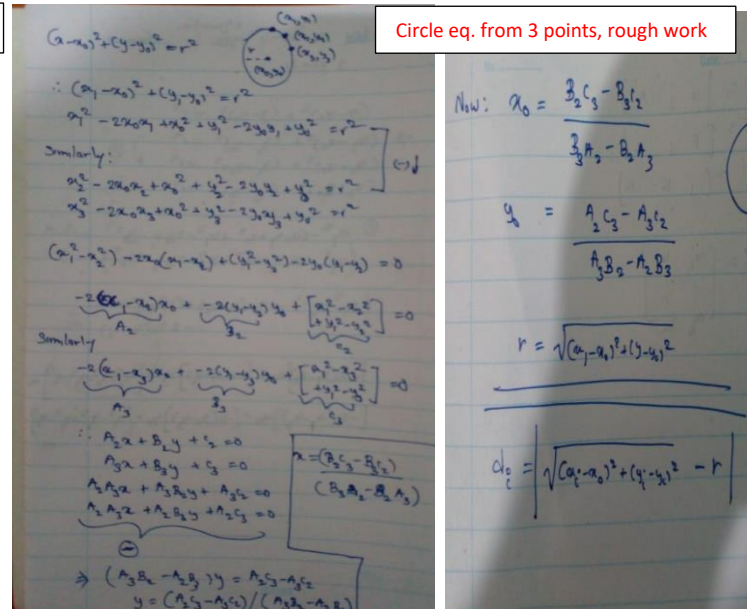 Circle eq. from 3 points, rough work
(x-x₀)²+(y-y₀)²=r²
(x₁,y₁)
(x₂,y₂)
(x₃,y₃)
(x₀,y₀)
∴ (x₁-x₀)²+(y₁-y₀)²=r²
x₁²-2x₀x₁+x₀²+y₁²-2y₀y₁+y₀²=r²
Similarly:
(-)↓
x₂²-2x₀x₂+x₀²+y₂²-2y₀y₂+y₀²=r²
x₃²-2x₀x₃+x₀²+y₃²-2y₀y₃+y₀²=r²
(x₁²-x₂²)-2x₀(x₁-x₂)+(y₁²-y₂²)-2y₀(y₁-y₂)=0
-2(x₁-x₂)x₀ + -2(y₁-y₂)y₀ + [x₁²-x₂²+y₁²-y₂²] =0
A₂ B₂ C₂
Similarly
-2(x₁-x₃)x₀ + -2(y₁-y₃)y₀ + [x₁²-x₃²+y₁²-y₃²] =0
A₃ B₃ C₃
∴ A₂x+B₂y+C₂=0
A₃x+B₃y+C₃=0
A₂A₃x+A₃B₂y+A₃C₂=0
A₂A₃x+A₂B₃y+A₂C₃=0
⊖
⇒ (A₃B₂-A₂B₃)y=A₂C₃-A₃C₂
y=(A₂C₃-A₃C₂)/(A₃B₂-A₂B₃)
x=(B₂C₃-B₃C₂)
(B₃A₂-B₂A₃)
Now: x₀ = B₂C₃-B₃C₂
B₃A₂-B₂A₃
y₀ = A₂C₃-A₃C₂
A₃B₂-A₂B₃
r=√(x₁-x₀)²+(y-y₀)²
dᵢ=|√(xᵢ-x₀)²+(yᵢ-y₀)² -r|